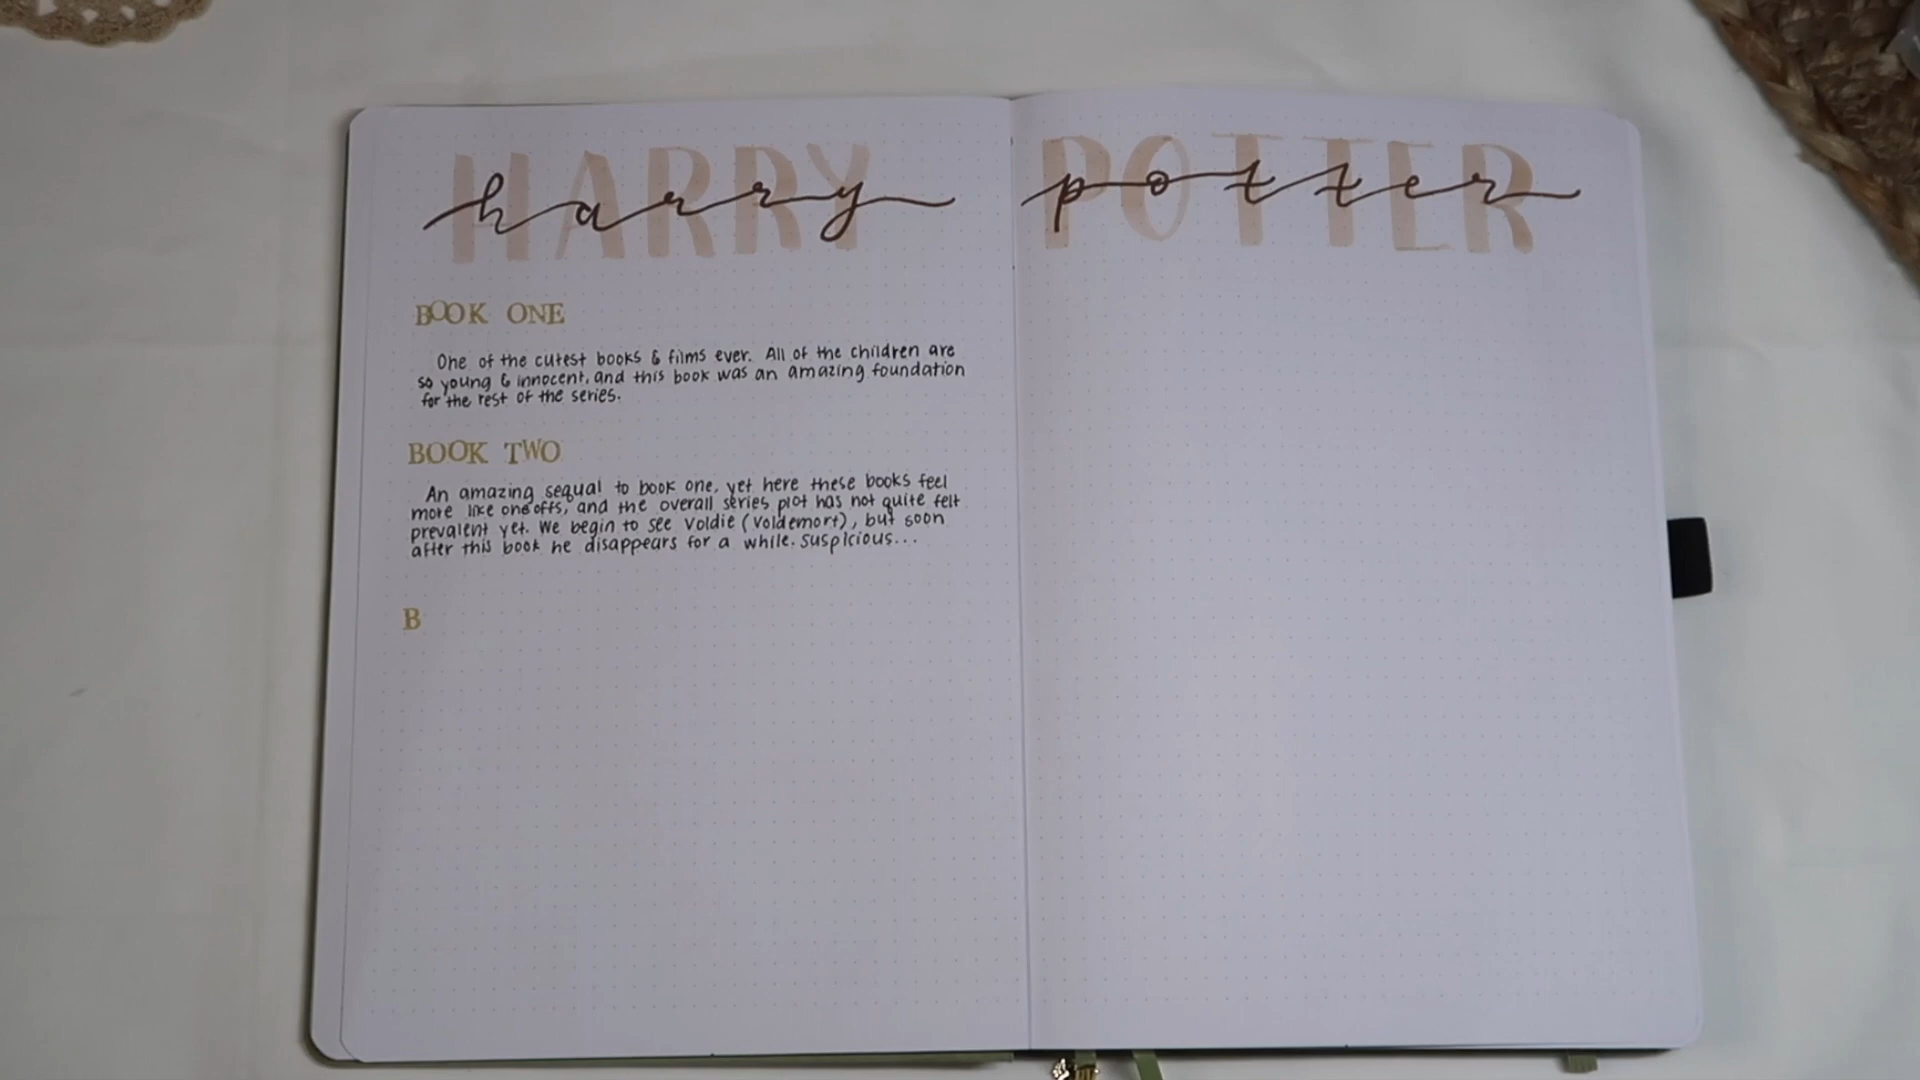 HARRY POTTER
harry potter
BOOK ONE
One of the cutest books & films ever. All of the children are
so young & innocent, and this book was an amazing foundation
for the rest of the series.
BOOK TWO
An amazing sequal to book one, yet here these books feel
more like one offs, and the overall series plot has not quite felt
prevalent yet. We begin to see Voldie (Voldemort), but soon
after this book he disappears for a while. Suspicious...
B